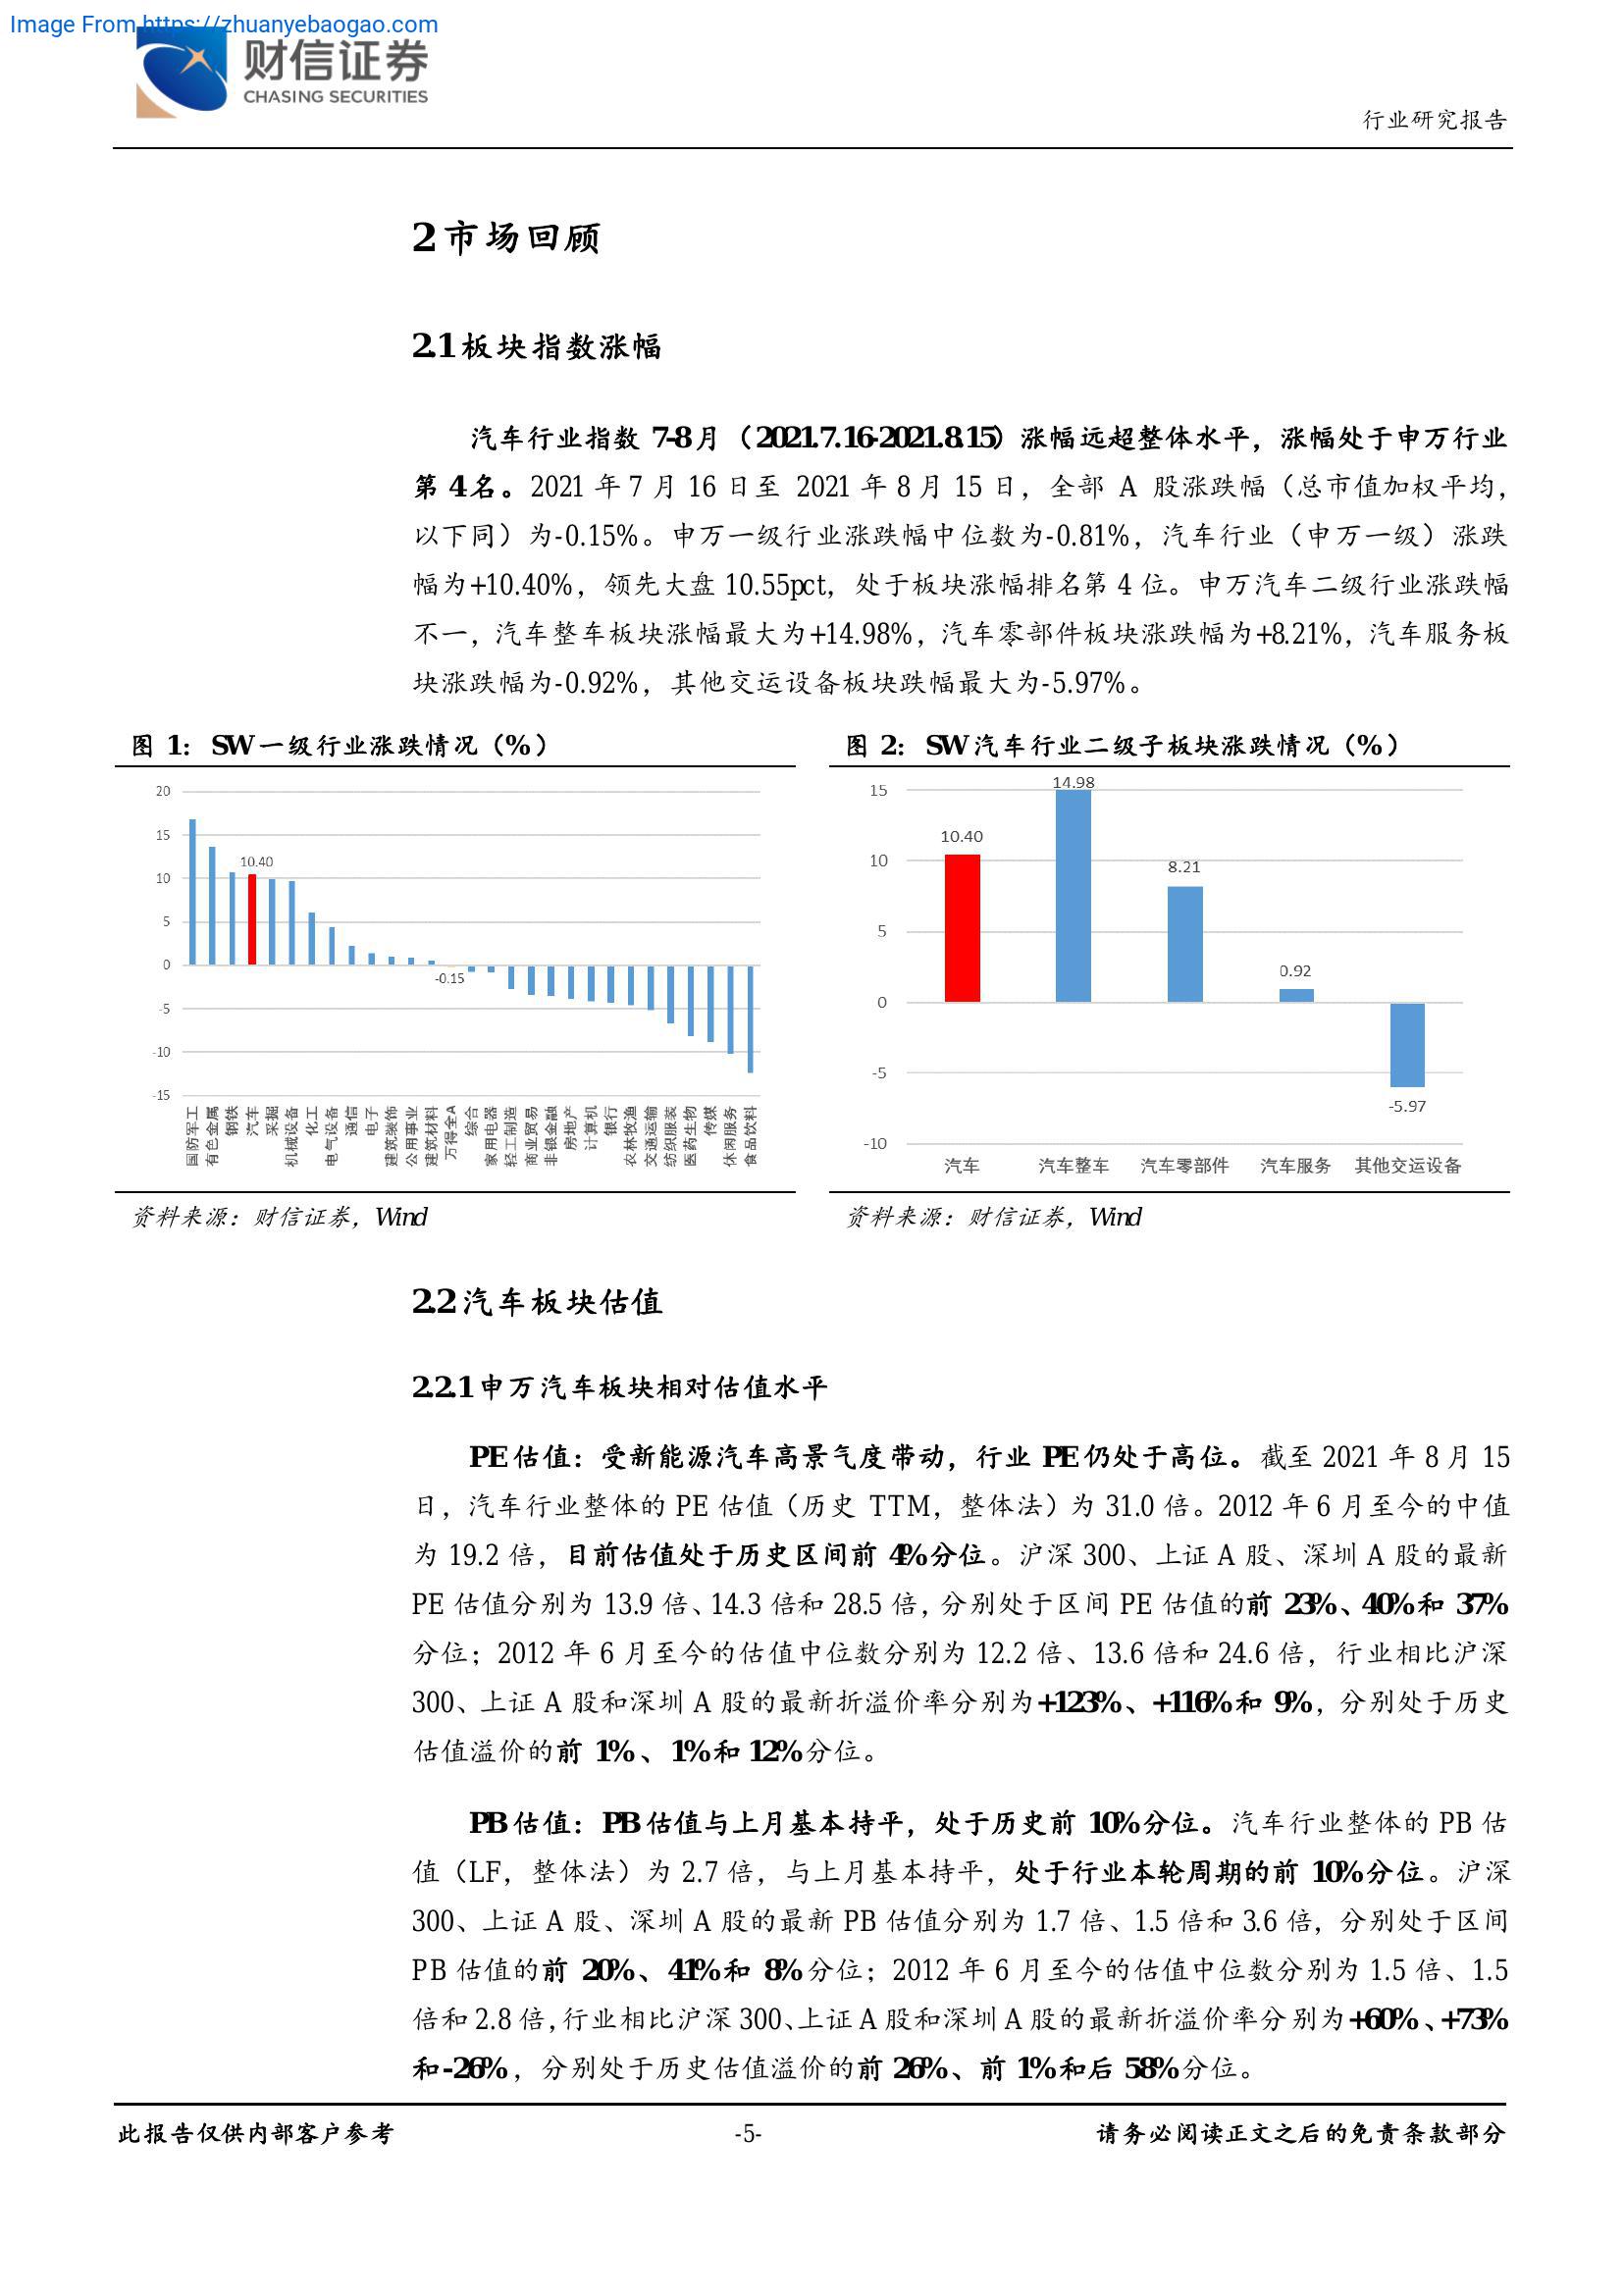 Image From https://zhuanyebaogao.com
财信证券
CHASING SECURITIES
行业研究报告
2 市场回顾
2.1 板块指数涨幅
汽车行业指数 7-8 月（2021.7.16-2021.8.15）涨幅远超整体水平，涨幅处于申万行业
第 4 名。2021 年 7 月 16 日至 2021 年 8 月 15 日，全部 A 股涨跌幅（总市值加权平均，
以下同）为-0.15%。申万一级行业涨跌幅中位数为-0.81%，汽车行业（申万一级）涨跌
幅为+10.40%，领先大盘 10.55pct，处于板块涨幅排名第 4 位。申万汽车二级行业涨跌幅
不一，汽车整车板块涨幅最大为+14.98%，汽车零部件板块涨跌幅为+8.21%，汽车服务板
块涨跌幅为-0.92%，其他交运设备板块跌幅最大为-5.97%。
图 1：SW 一级行业涨跌情况（%）
20
15
10
5
0
-5
-10
-15
10.40
-0.15
国防军工
有色金属
钢铁
汽车
采掘
机械设备
化工
电气设备
通信
电子
建筑装饰
公用事业
建筑材料
万得全A
综合
家用电器
轻工制造
商业贸易
非银金融
房地产
计算机
银行
农林牧渔
交通运输
纺织服装
医药生物
传媒
休闲服务
食品饮料
资料来源：财信证券，Wind
图 2：SW 汽车行业二级子板块涨跌情况（%）
15
10
5
0
-5
-10
10.40
14.98
8.21
0.92
-5.97
汽车 汽车整车 汽车零部件 汽车服务 其他交运设备
资料来源：财信证券，Wind
2.2 汽车板块估值
2.2.1 申万汽车板块相对估值水平
PE 估值：受新能源汽车高景气度带动，行业 PE 仍处于高位。截至 2021 年 8 月 15
日，汽车行业整体的 PE 估值（历史 TTM，整体法）为 31.0 倍。2012 年 6 月至今的中值
为 19.2 倍，目前估值处于历史区间前 4%分位。沪深 300、上证 A 股、深圳 A 股的最新
PE 估值分别为 13.9 倍、14.3 倍和 28.5 倍，分别处于区间 PE 估值的前 23%、40%和 37%
分位；2012 年 6 月至今的估值中位数分别为 12.2 倍、13.6 倍和 24.6 倍，行业相比沪深
300、上证 A 股和深圳 A 股的最新折溢价率分别为+123%、+116%和 9%，分别处于历史
估值溢价的前 1%、1%和 12%分位。
PB 估值：PB 估值与上月基本持平，处于历史前 10%分位。汽车行业整体的 PB 估
值（LF，整体法）为 2.7 倍，与上月基本持平，处于行业本轮周期的前 10%分位。沪深
300、上证 A 股、深圳 A 股的最新 PB 估值分别为 1.7 倍、1.5 倍和 3.6 倍，分别处于区间
PB 估值的前 20%、41%和 8%分位；2012 年 6 月至今的估值中位数分别为 1.5 倍、1.5
倍和 2.8 倍，行业相比沪深 300、上证 A 股和深圳 A 股的最新折溢价率分别为+60%、+73%
和-26%，分别处于历史估值溢价的前 26%、前 1%和后 58%分位。
此报告仅供内部客户参考
-5-
请务必阅读正文之后的免责条款部分